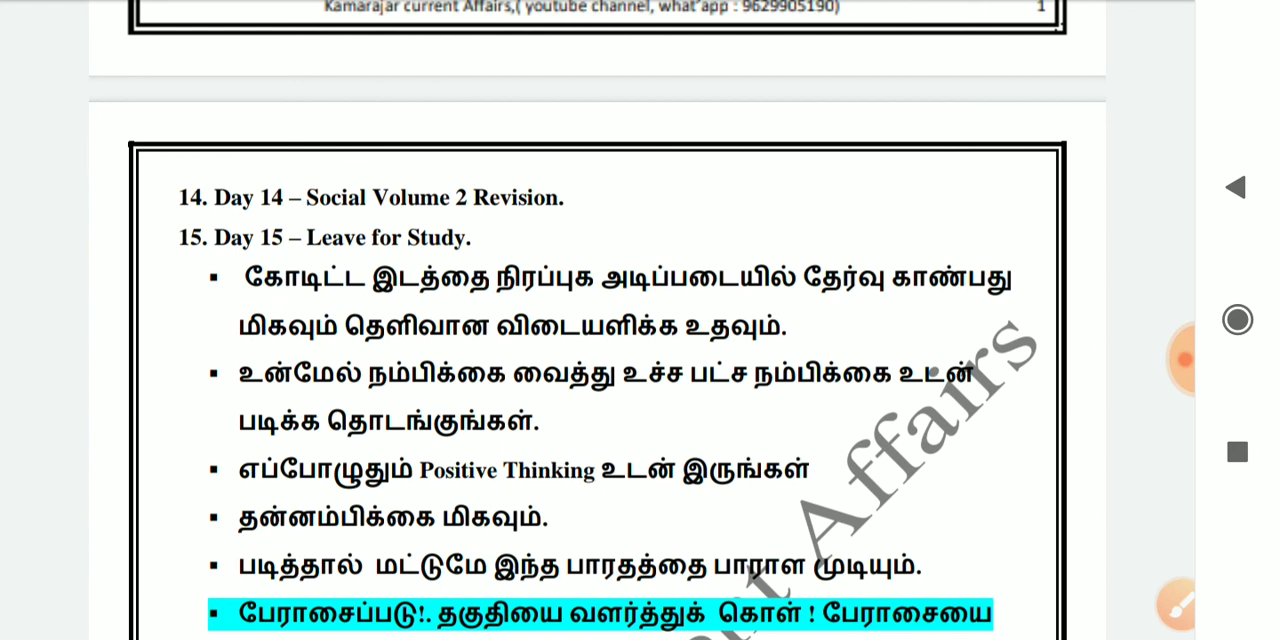 Kamarajar current Affairs,( youtube channel, what'app : 9629905190) 1
14. Day 14 – Social Volume 2 Revision.
15. Day 15 – Leave for Study.
▪ கோடிட்ட இடத்தை நிரப்புக அடிப்படையில் தேர்வு காண்பது
மிகவும் தெளிவான விடையளிக்க உதவும்.
▪ உன்மேல் நம்பிக்கை வைத்து உச்ச பட்ச நம்பிக்கை உடன்
படிக்க தொடங்குங்கள்.
▪ எப்போழுதும் Positive Thinking உடன் இருங்கள்
▪ தன்னம்பிக்கை மிகவும்.
▪ படித்தால் மட்டுமே இந்த பாரதத்தை பாராள முடியும்.
▪ பேராசைப்படு!. தகுதியை வளர்த்துக் கொள் ! பேராசையை
Affairs